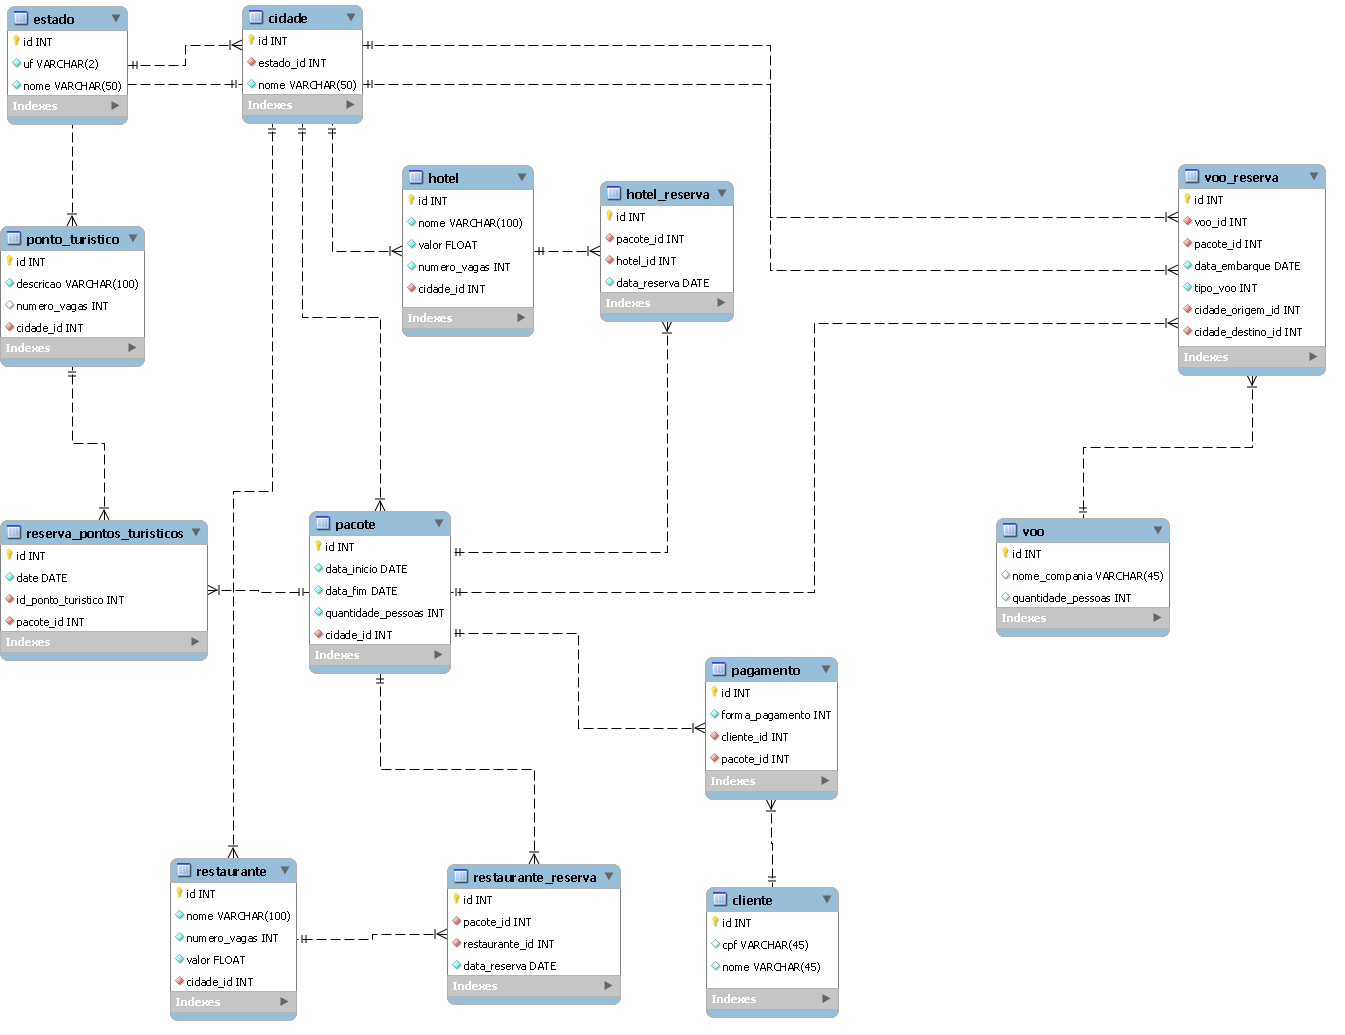 estado
id INT
uf VARCHAR(2)
nome VARCHAR(50)
Indexes
cidade
id INT
estado_id INT
nome VARCHAR(50)
Indexes
hotel
id INT
nome VARCHAR(100)
valor FLOAT
numero_vagas INT
cidade_id INT
Indexes
hotel_reserva
id INT
pacote_id INT
hotel_id INT
data_reserva DATE
Indexes
voo_reserva
id INT
voo_id INT
pacote_id INT
data_embarque DATE
tipo_voo INT
cidade_origem_id INT
cidade_destino_id INT
Indexes
ponto_turistico
id INT
descricao VARCHAR(100)
numero_vagas INT
cidade_id INT
Indexes
reserva_pontos_turisticos
id INT
date DATE
id_ponto_turistico INT
pacote_id INT
Indexes
pacote
id INT
data_inicio DATE
data_fim DATE
quantidade_pessoas INT
cidade_id INT
Indexes
voo
id INT
nome_compania VARCHAR(45)
quantidade_pessoas INT
Indexes
pagamento
id INT
forma_pagamento INT
cliente_id INT
pacote_id INT
Indexes
restaurante
id INT
nome VARCHAR(100)
numero_vagas INT
valor FLOAT
cidade_id INT
Indexes
restaurante_reserva
id INT
pacote_id INT
restaurante_id INT
data_reserva DATE
Indexes
cliente
id INT
cpf VARCHAR(45)
nome VARCHAR(45)
Indexes